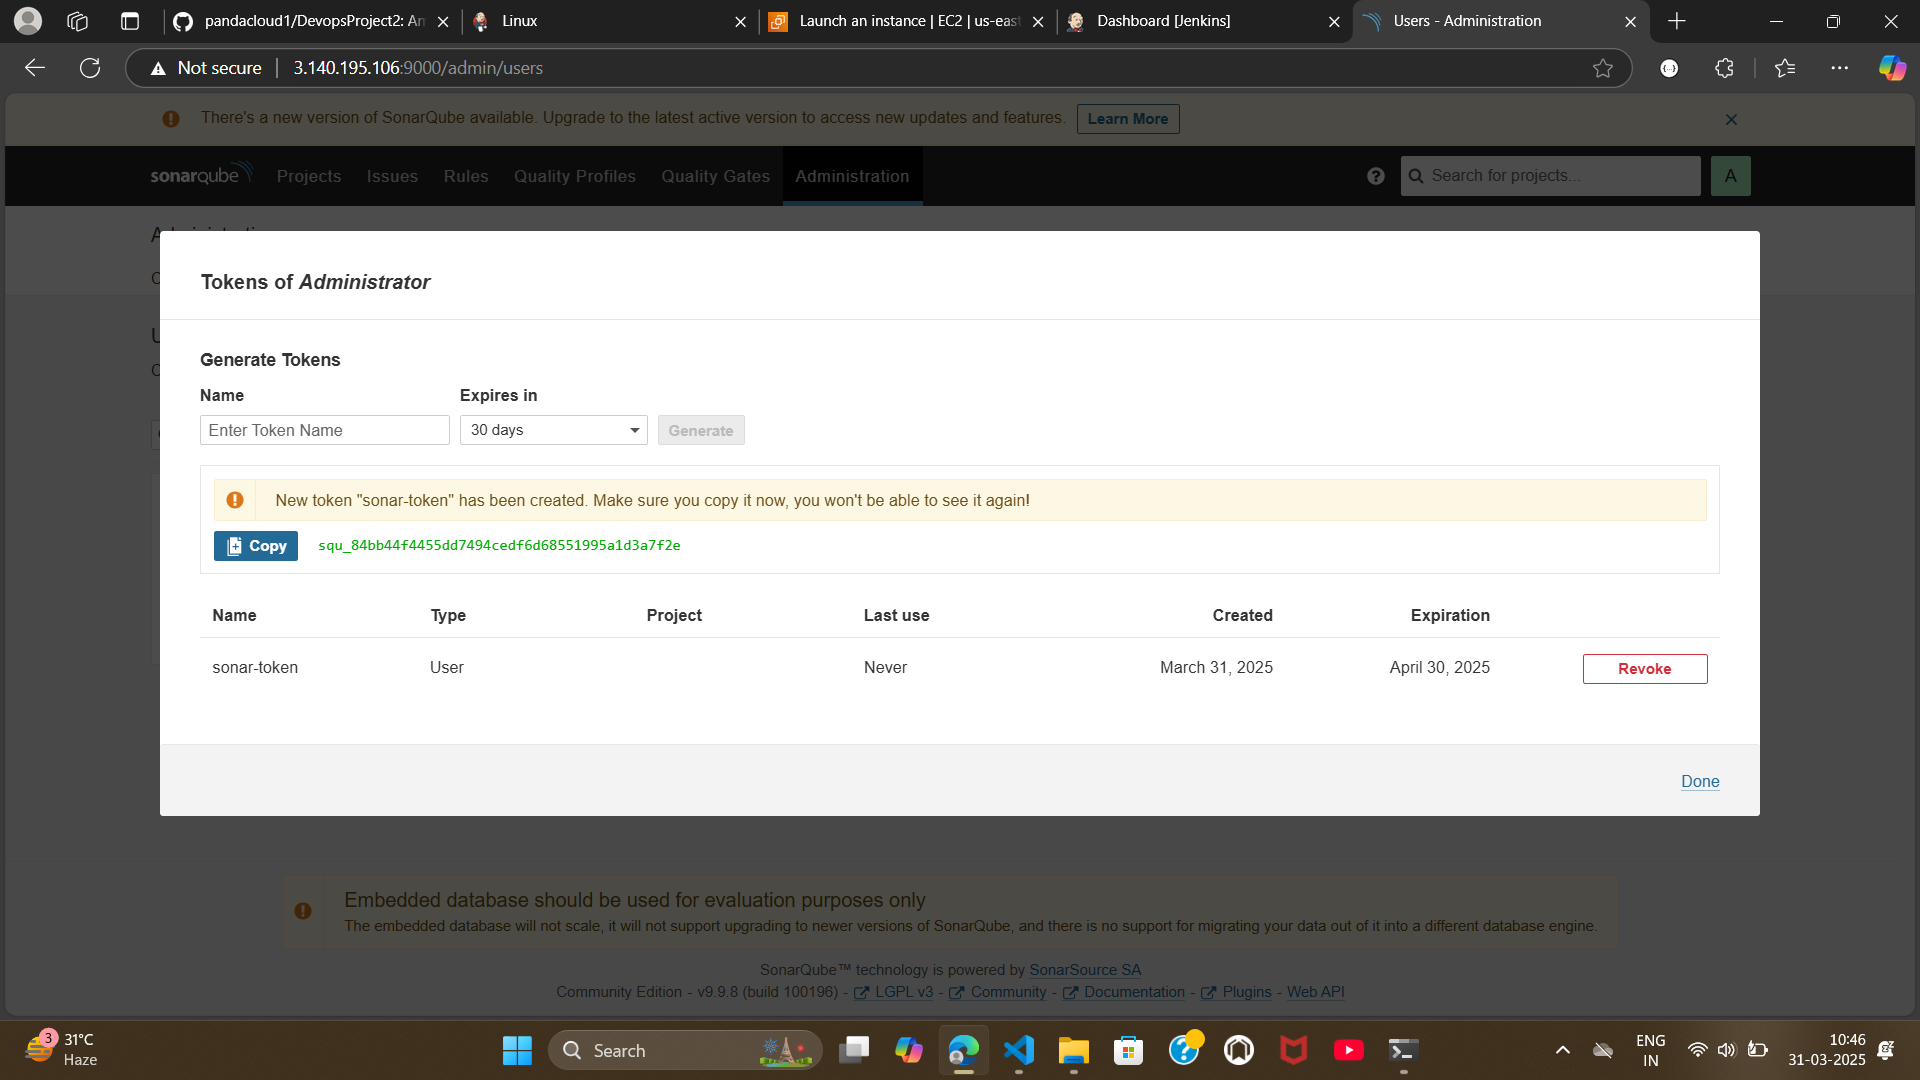 pandacloud1/DevopsProject2: Am
Linux
Launch an instance | EC2 | us-east
Dashboard [Jenkins]
Users - Administration
Not secure
3.140.195.106:9000/admin/users
There's a new version of SonarQube available. Upgrade to the latest active version to access new updates and features.
Learn More
sonarqube
Projects
Issues
Rules
Quality Profiles
Quality Gates
Administration
Search for projects...
A
Tokens of Administrator
Generate Tokens
Name
Expires in
Enter Token Name
30 days
Generate
New token "sonar-token" has been created. Make sure you copy it now, you won't be able to see it again!
Copy
squ_84bb44f4455dd7494cedf6d68551995a1d3a7f2e
Name Type Project Last use Created Expiration
sonar-token User Never March 31, 2025 April 30, 2025 Revoke
Done
Embedded database should be used for evaluation purposes only
The embedded database will not scale, it will not support upgrading to newer versions of SonarQube, and there is no support for migrating your data out of it into a different database engine.
SonarQube™ technology is powered by SonarSource SA
Community Edition - v9.9.8 (build 100196) - LGPL v3 - Community - Documentation - Plugins - Web API
3
31°C
Haze
Search
ENG
IN
10:46
31-03-2025